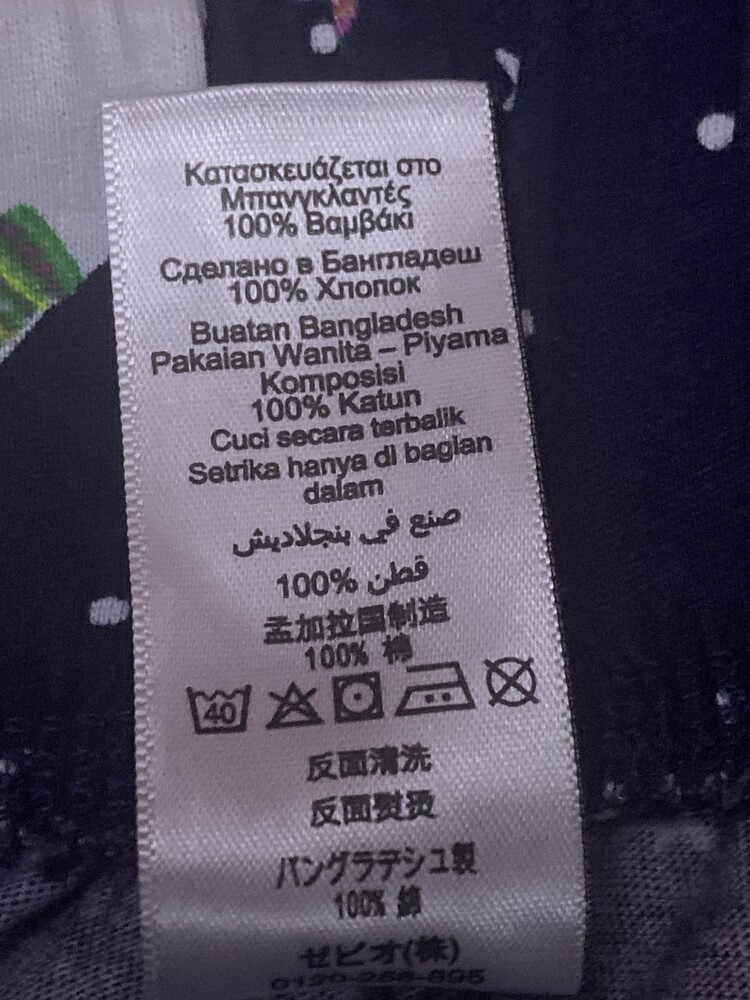 Κατασκευάζεται στο
Μπανγκλαντές
100% Βαμβάκι
Сделано в Бангладеш
100% Хлопок
Buatan Bangladesh
Pakaian Wanita – Piyama
Komposisi
100% Katun
Cuci secara terbalik
Setrika hanya di bagian
dalam
صنع في بنجلاديش
100% قطن
孟加拉国制造
100% 棉
40
反面清洗
反面熨烫
バングラデシュ製
100% 綿
ゼビオ(株)